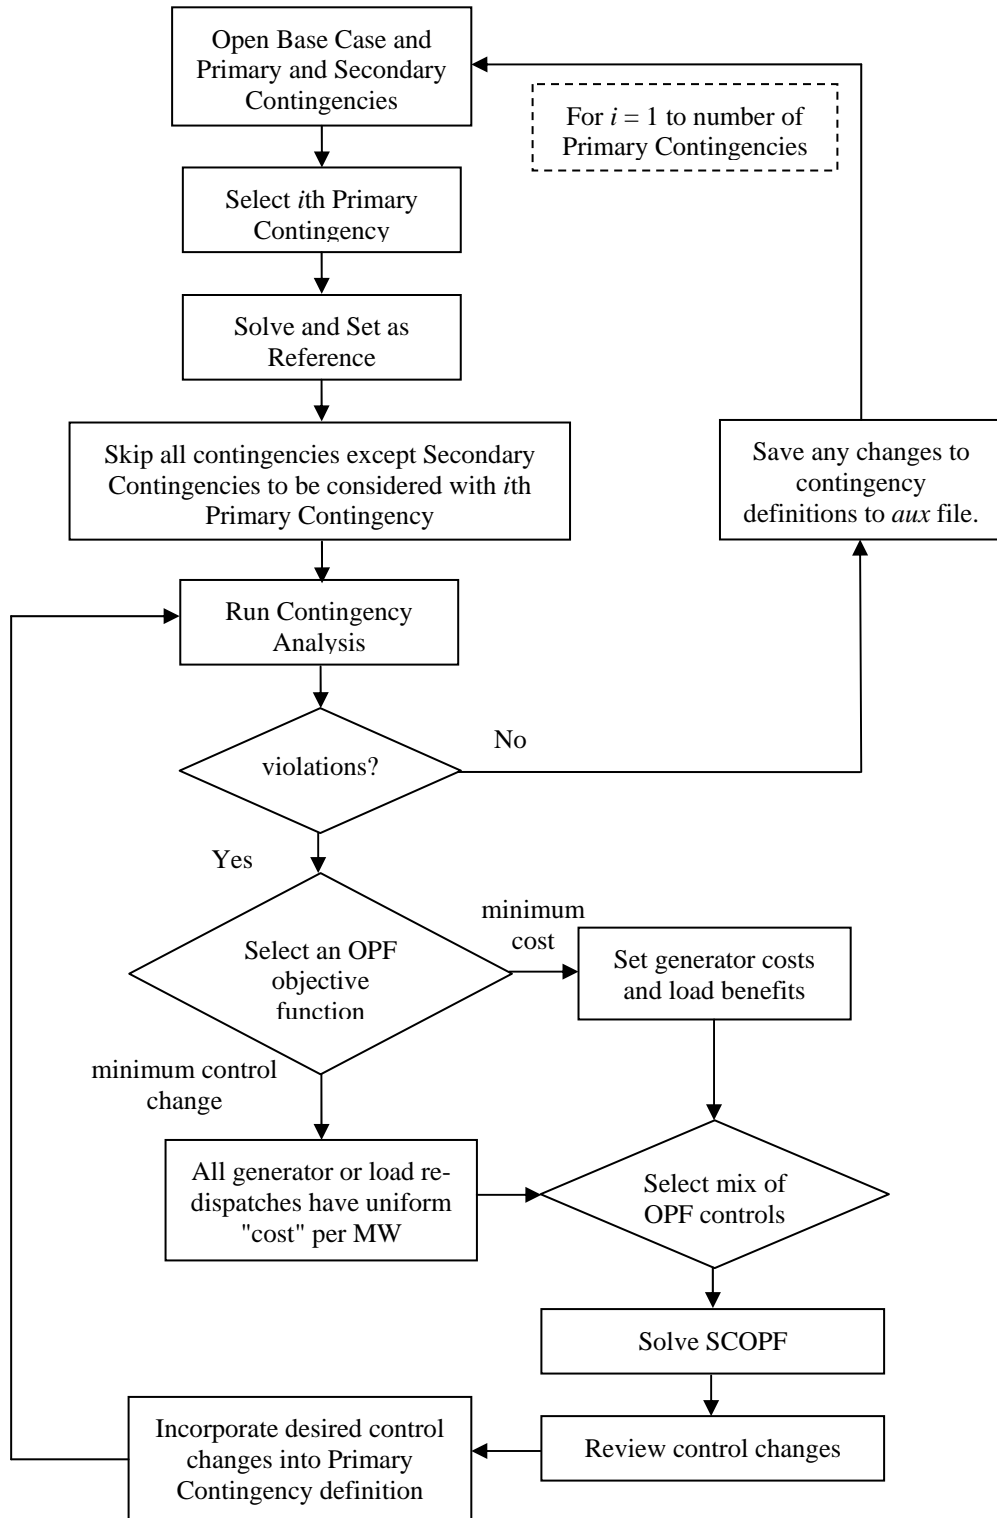 Open Base Case and
Primary and Secondary
Contingencies
For i = 1 to number of
Primary Contingencies
Select ith Primary
Contingency
Solve and Set as
Reference
Skip all contingencies except Secondary
Contingencies to be considered with ith
Primary Contingency
Save any changes to
contingency
definitions to aux file.
Run Contingency
Analysis
violations?
No
Yes
Select an OPF
objective
function
minimum
cost
Set generator costs
and load benefits
minimum control
change
All generator or load re-
dispatches have uniform
"cost" per MW
Select mix of
OPF controls
Solve SCOPF
Review control changes
Incorporate desired control
changes into Primary
Contingency definition